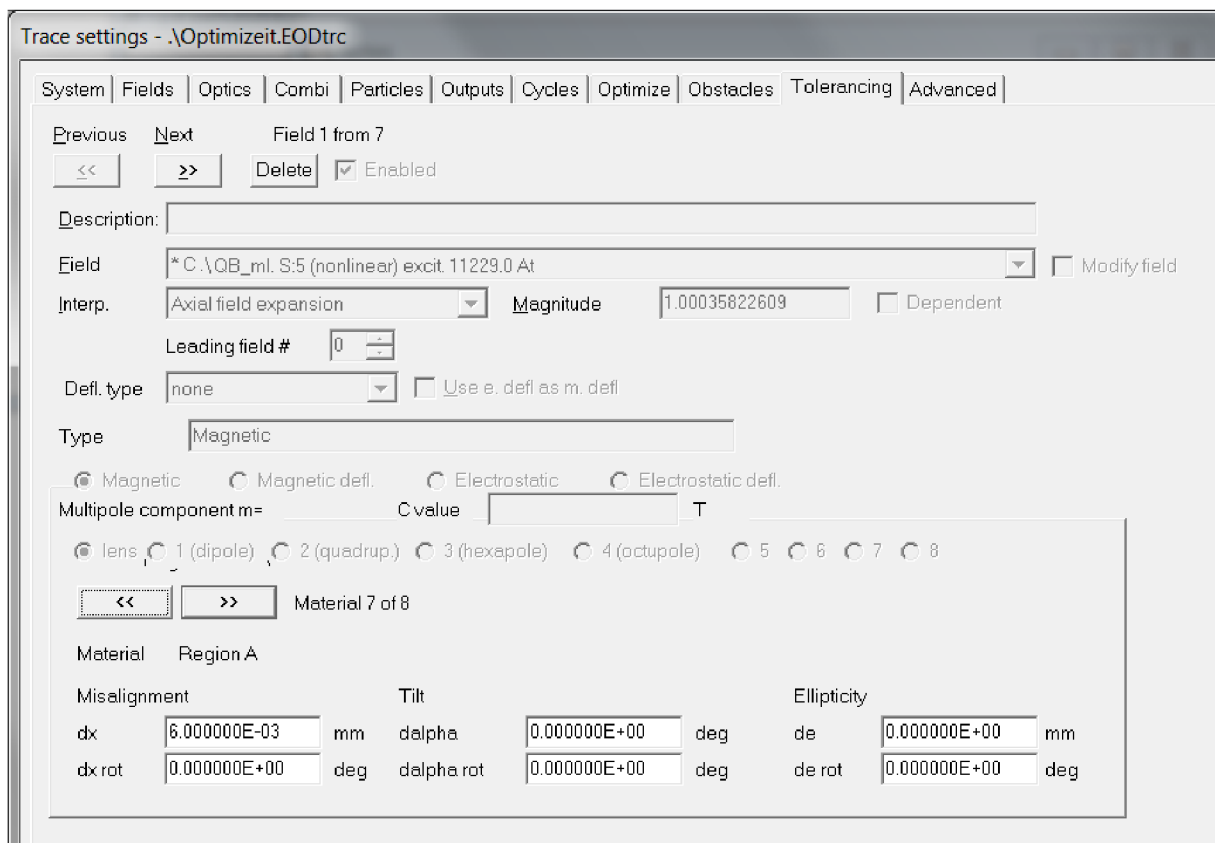 Trace settings - .\Optimizeit.EODtrc
System Fields Optics Combi Particles Outputs Cycles Optimize Obstacles Tolerancing Advanced
Previous Next Field 1 from 7
<< >> Delete Enabled
Description:
Field * C .\QB_ml. S:5 (nonlinear) excit. 11229.0 At Modify field
Interp. Axial field expansion Magnitude 1.00035822609 Dependent
Leading field # 0
Defl. type none Use e. defl as m. defl
Type Magnetic
Magnetic Magnetic defl. Electrostatic Electrostatic defl.
Multipole component m= C value T
lens 1 (dipole) 2 (quadrup.) 3 (hexapole) 4 (octupole) 5 6 7 8
<< >> Material 7 of 8
Material Region A
Misalignment Tilt Ellipticity
dx 6.000000E-03 mm dalpha 0.000000E+00 deg de 0.000000E+00 mm
dx rot 0.000000E+00 deg dalpha rot 0.000000E+00 deg de rot 0.000000E+00 deg